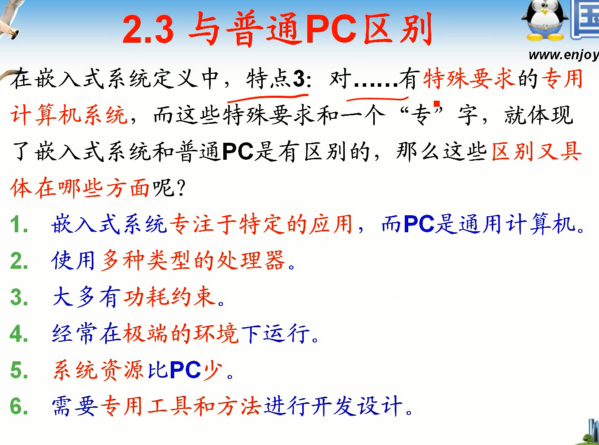 2.3 与普通PC区别
国
www.enjoy
在嵌入式系统定义中，特点3：对……有特殊要求的专用
计算机系统，而这些特殊要求和一个“专”字，就体现
了嵌入式系统和普通PC是有区别的，那么这些区别又具
体在哪些方面呢？
1. 嵌入式系统专注于特定的应用，而PC是通用计算机。
2. 使用多种类型的处理器。
3. 大多有功耗约束。
4. 经常在极端的环境下运行。
5. 系统资源比PC少。
6. 需要专用工具和方法进行开发设计。